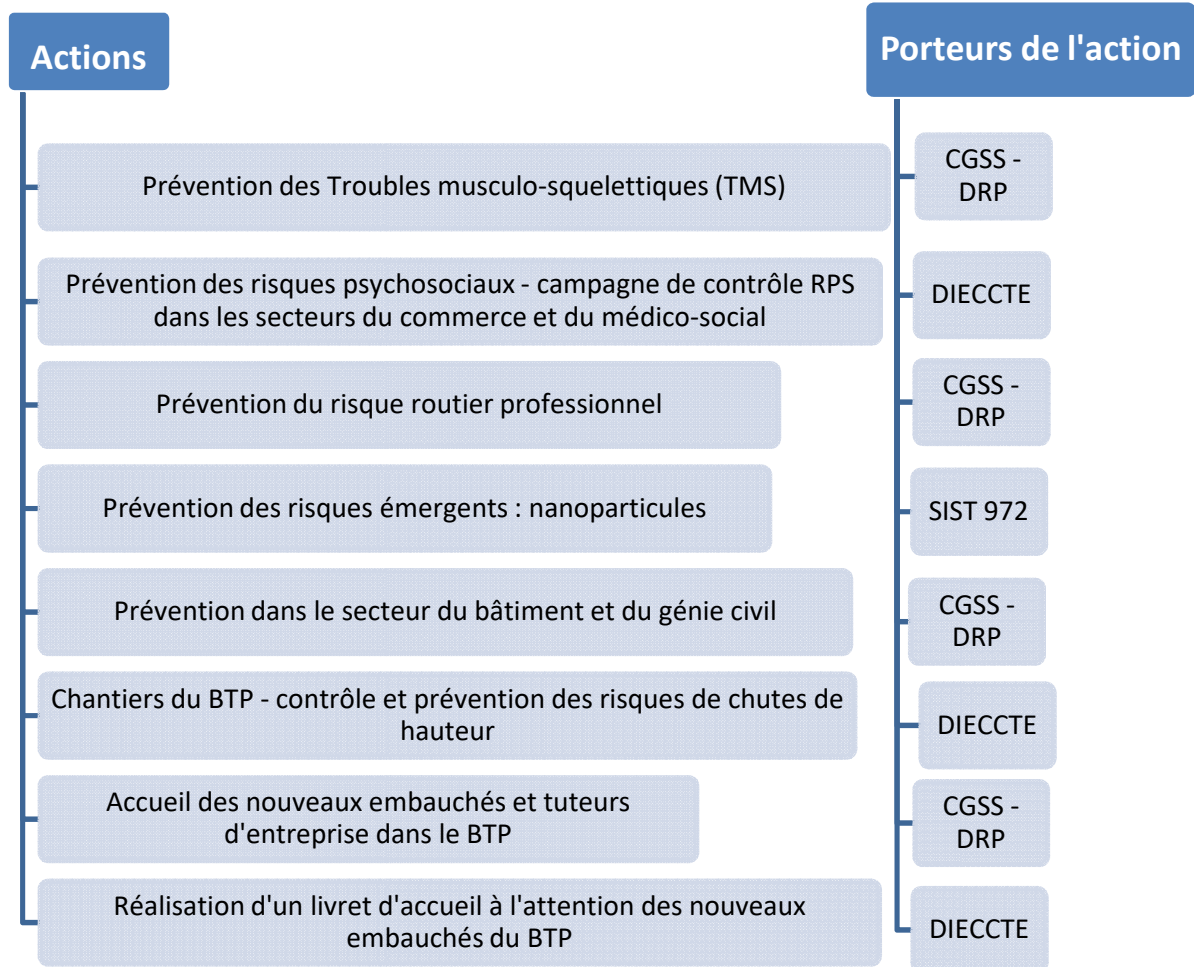 Actions
Porteurs de l'action
Prévention des Troubles musculo-squelettiques (TMS)
CGSS -
DRP
Prévention des risques psychosociaux - campagne de contrôle RPS
dans les secteurs du commerce et du médico-social
DIECCTE
Prévention du risque routier professionnel
CGSS -
DRP
Prévention des risques émergents : nanoparticules
SIST 972
Prévention dans le secteur du bâtiment et du génie civil
CGSS -
DRP
Chantiers du BTP - contrôle et prévention des risques de chutes de
hauteur
DIECCTE
Accueil des nouveaux embauchés et tuteurs
d'entreprise dans le BTP
CGSS -
DRP
Réalisation d'un livret d'accueil à l'attention des nouveaux
embauchés du BTP
DIECCTE